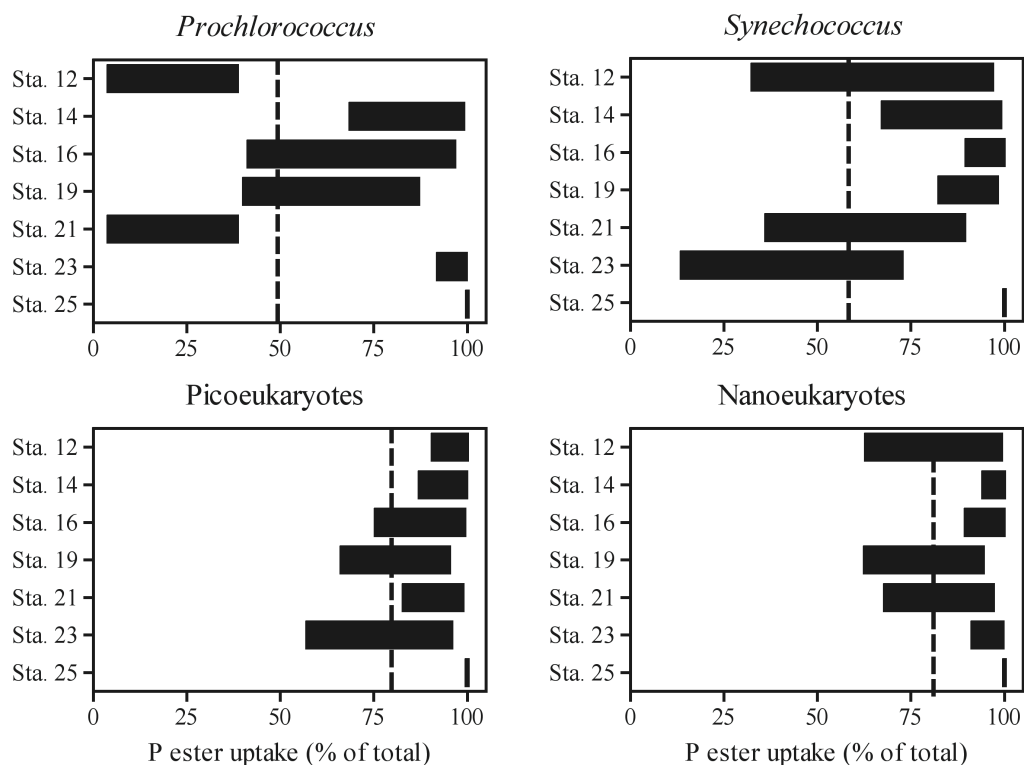 Prochlorococcus
Sta. 12
Sta. 14
Sta. 16
Sta. 19
Sta. 21
Sta. 23
Sta. 25
0 25 50 75 100
Synechococcus
Sta. 12
Sta. 14
Sta. 16
Sta. 19
Sta. 21
Sta. 23
Sta. 25
0 25 50 75 100
Picoeukaryotes
Sta. 12
Sta. 14
Sta. 16
Sta. 19
Sta. 21
Sta. 23
Sta. 25
0 25 50 75 100
P ester uptake (% of total)
Nanoeukaryotes
Sta. 12
Sta. 14
Sta. 16
Sta. 19
Sta. 21
Sta. 23
Sta. 25
0 25 50 75 100
P ester uptake (% of total)